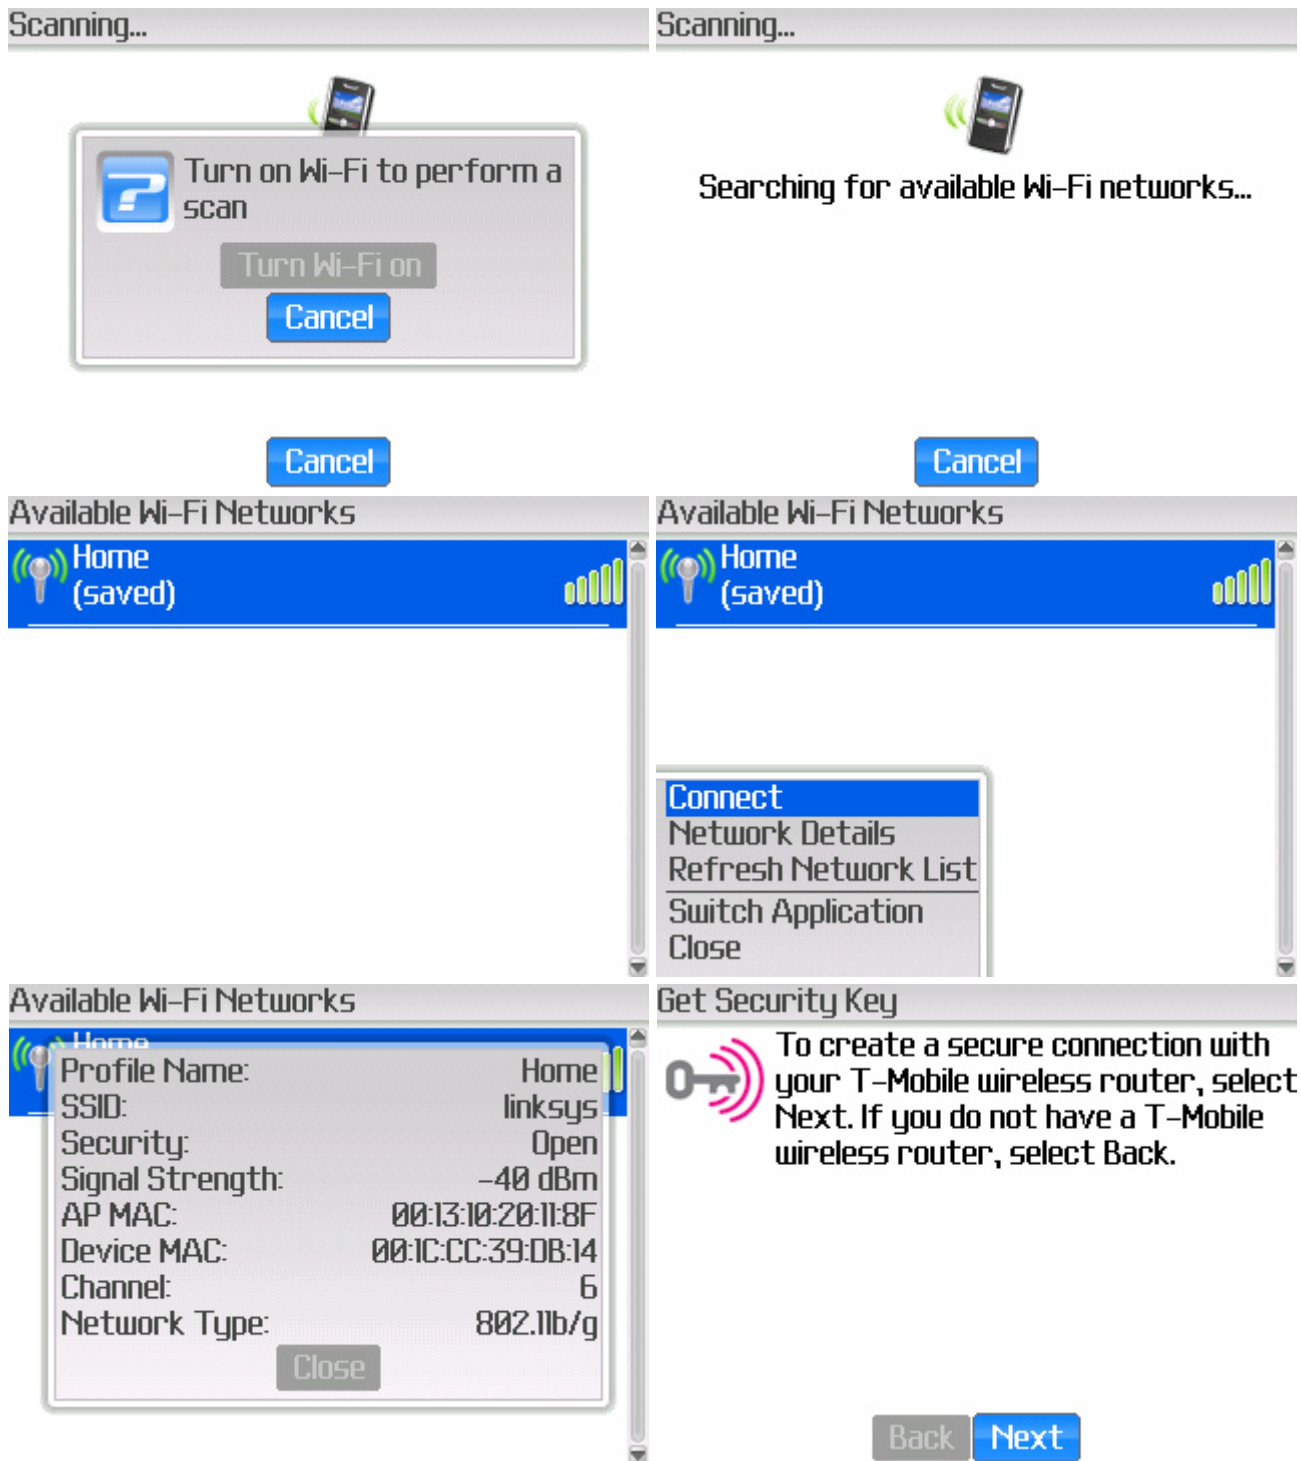 Scanning...
Turn on Wi-Fi to perform a
scan
Turn Wi-Fi on
Cancel
Cancel
Scanning...
Searching for available Wi-Fi networks...
Cancel
Available Wi-Fi Networks
Home
(saved)
Available Wi-Fi Networks
Home
(saved)
Connect
Network Details
Refresh Network List
Switch Application
Close
Available Wi-Fi Networks
Home
Profile Name: Home
SSID: linksys
Security: Open
Signal Strength: -40 dBm
AP MAC: 00:13:10:20:11:8F
Device MAC: 00:1C:CC:39:DB:14
Channel: 6
Network Type: 802.11b/g
Close
Get Security Key
To create a secure connection with
your T-Mobile wireless router, select
Next. If you do not have a T-Mobile
wireless router, select Back.
Back Next